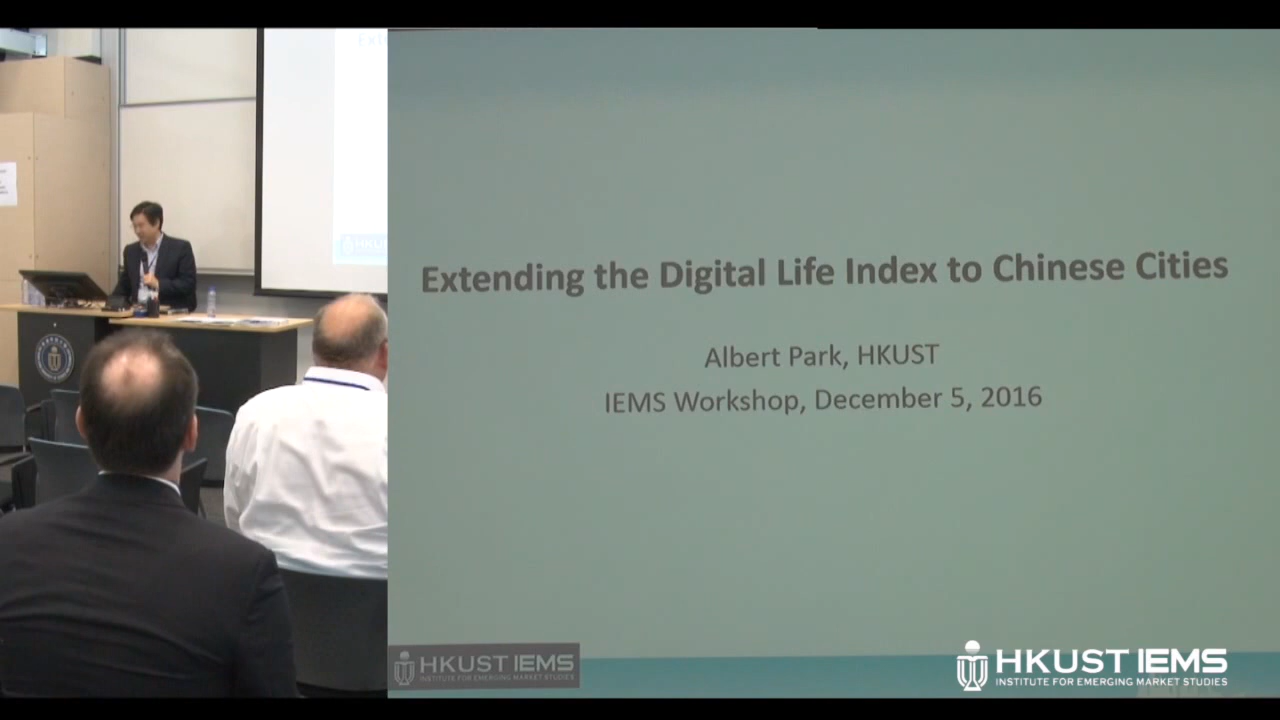 Extending the Digital Life Index to Chinese Cities
Albert Park, HKUST
IEMS Workshop, December 5, 2016
HKUST
HKUST IEMS
INSTITUTE FOR EMERGING MARKET STUDIES
HKUST IEMS
INSTITUTE FOR EMERGING MARKET STUDIES